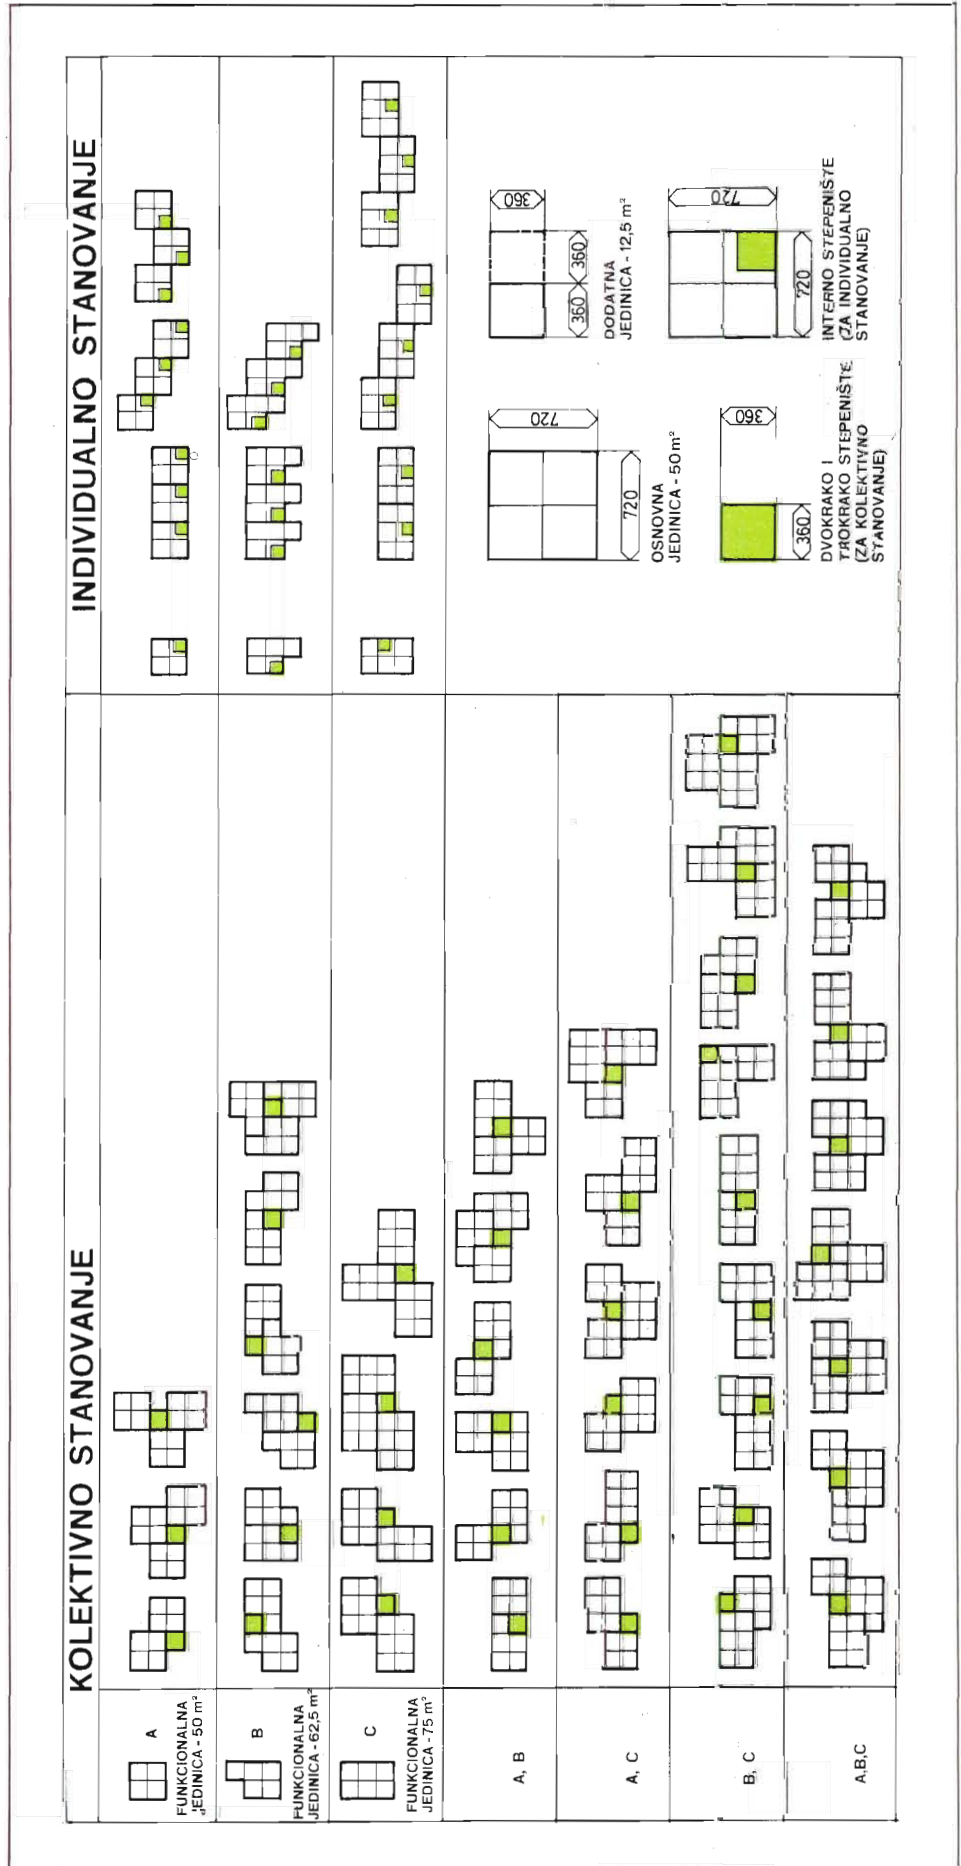 KOLEKTIVNO STANOVANJE
INDIVIDUALNO STANOVANJE
A
FUNKCIONALNA
JEDINICA - 50 m²
B
FUNKCIONALNA
JEDINICA - 62,5 m²
C
FUNKCIONALNA
JEDINICA - 75 m²
A, B
A, C
B, C
A,B,C
720
720
OSNOVNA
JEDINICA - 50 m²
360
360
360
DODATNA
JEDINICA - 12,5 m²
360
360
DVOKRAKO I
TROKRAKO STEPENIŠTE
(ZA KOLEKTIVNO
STANOVANJE)
720
720
INTERNO STEPENIŠTE
(ZA INDIVIDUALNO
STANOVANJE)